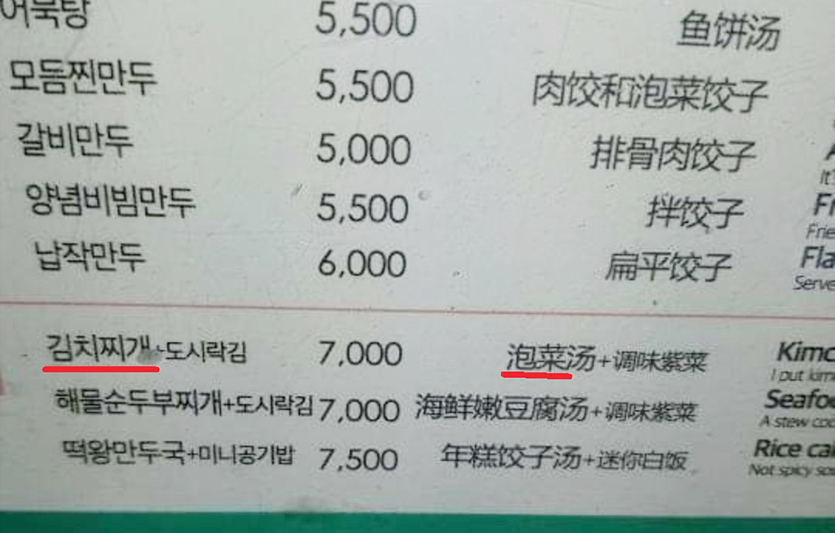 어묵탕 5,500 鱼饼汤
모둠찐만두 5,500 肉饺和泡菜饺子
갈비만두 5,000 排骨肉饺子
양념비빔만두 5,500 拌饺子
납작만두 6,000 扁平饺子
김치찌개+도시락김 7,000 泡菜汤+调味紫菜
해물순두부찌개+도시락김 7,000 海鲜嫩豆腐汤+调味紫菜
떡왕만두국+미니공기밥 7,500 年糕饺子汤+迷你白饭 Rice
Not spicy